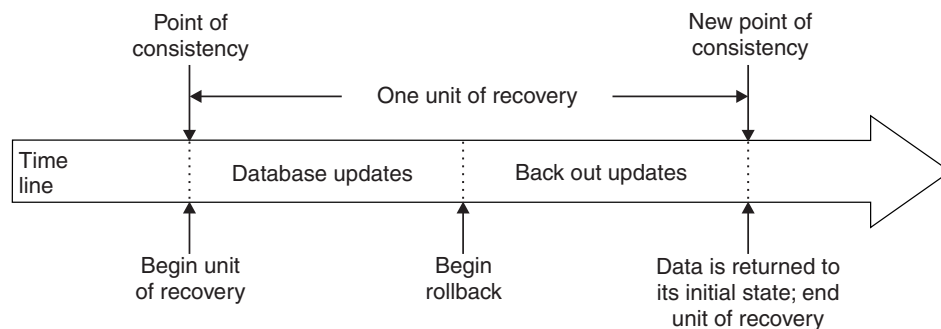 Point of
consistency
New point of
consistency
One unit of recovery
Time
line
Database updates
Back out updates
Begin unit
of recovery
Begin
rollback
Data is returned to
its initial state; end
unit of recovery